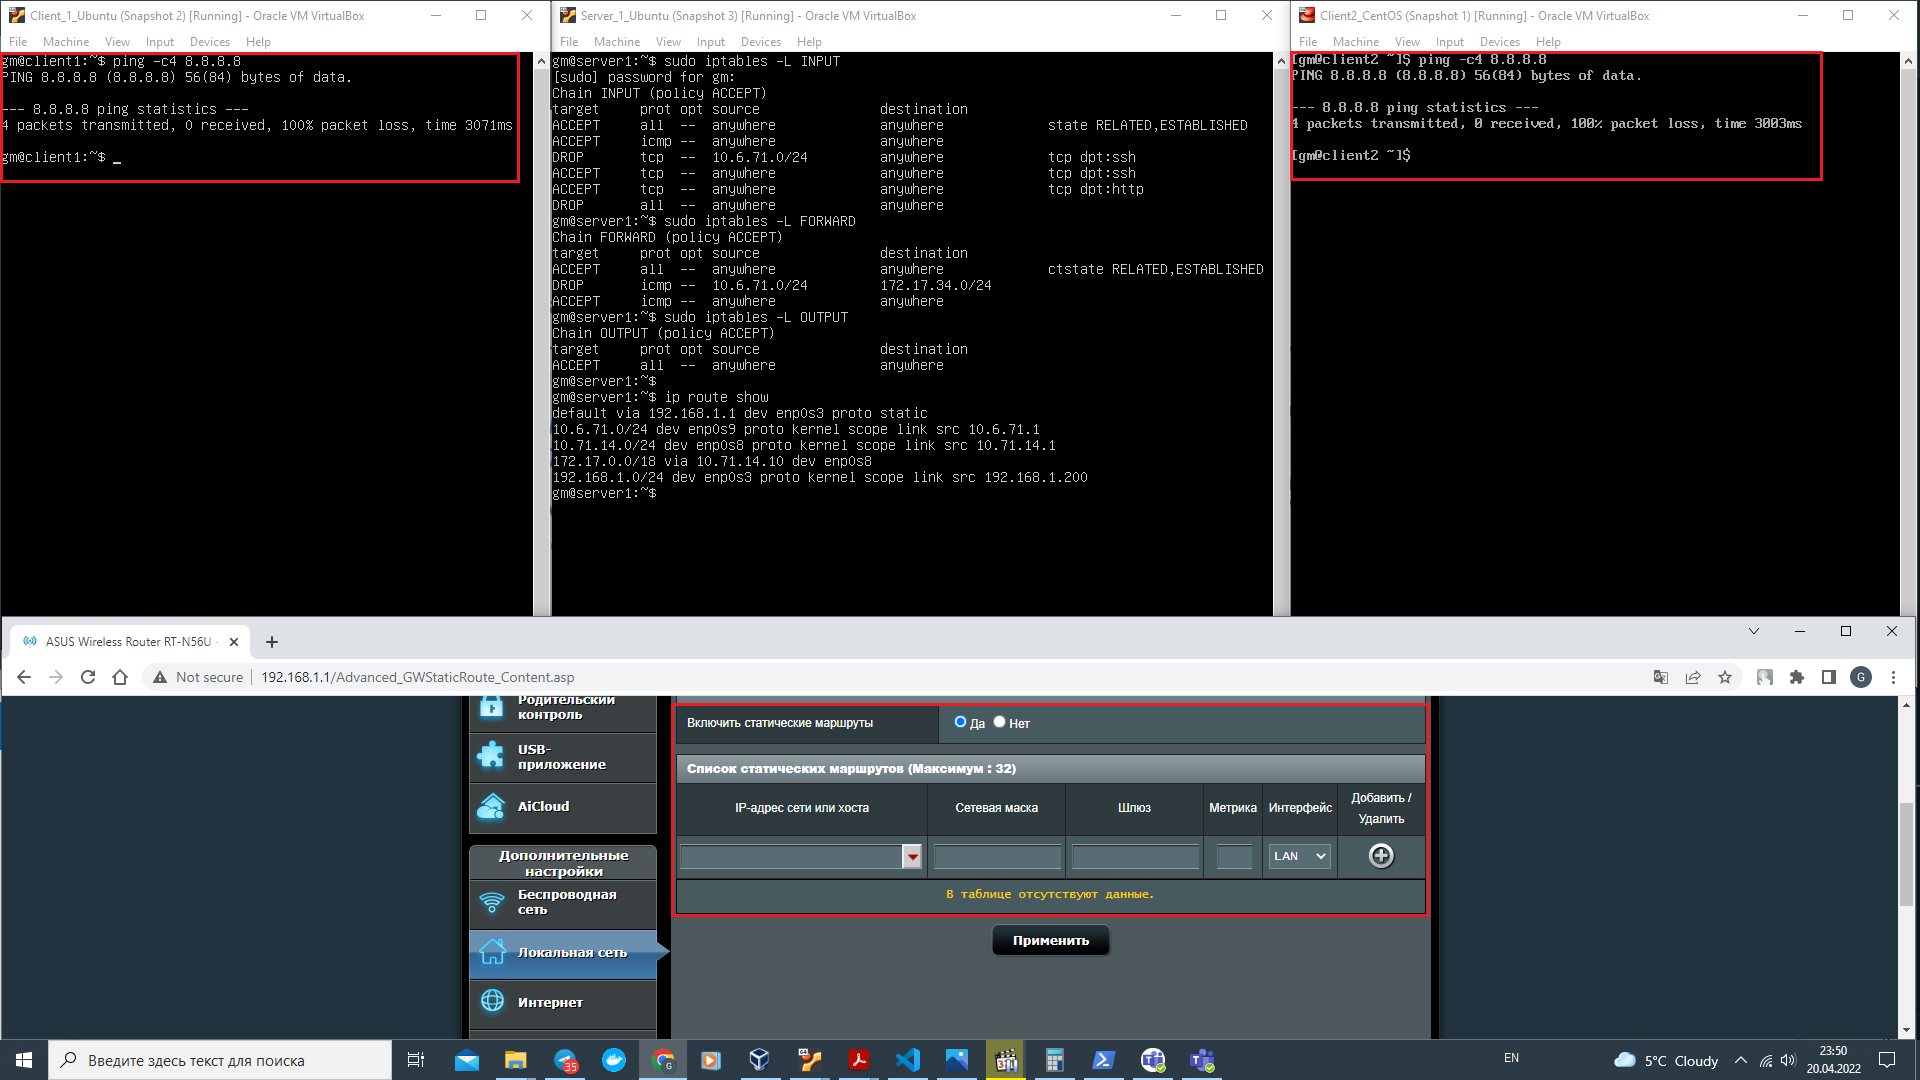 Client_1_Ubuntu (Snapshot 2) [Running] - Oracle VM VirtualBox
File Machine View Input Devices Help
gm@client1:~$ ping -c4 8.8.8.8
PING 8.8.8.8 (8.8.8.8) 56(84) bytes of data.
--- 8.8.8.8 ping statistics ---
4 packets transmitted, 0 received, 100% packet loss, time 3071ms
gm@client1:~$ _
Server_1_Ubuntu (Snapshot 3) [Running] - Oracle VM VirtualBox
File Machine View Input Devices Help
gm@server1:~$ sudo iptables -L INPUT
[sudo] password for gm:
Chain INPUT (policy ACCEPT)
target prot opt source destination
ACCEPT all -- anywhere anywhere state RELATED,ESTABLISHED
ACCEPT icmp -- anywhere anywhere
DROP tcp -- 10.6.71.0/24 anywhere tcp dpt:ssh
ACCEPT tcp -- anywhere anywhere tcp dpt:ssh
ACCEPT tcp -- anywhere anywhere tcp dpt:http
DROP all -- anywhere anywhere
gm@server1:~$ sudo iptables -L FORWARD
Chain FORWARD (policy ACCEPT)
target prot opt source destination
ACCEPT all -- anywhere anywhere ctstate RELATED,ESTABLISHED
DROP icmp -- 10.6.71.0/24 172.17.34.0/24
ACCEPT icmp -- anywhere anywhere
gm@server1:~$ sudo iptables -L OUTPUT
Chain OUTPUT (policy ACCEPT)
target prot opt source destination
ACCEPT all -- anywhere anywhere
gm@server1:~$
gm@server1:~$ ip route show
default via 192.168.1.1 dev enp0s3 proto static
10.6.71.0/24 dev enp0s9 proto kernel scope link src 10.6.71.1
10.71.14.0/24 dev enp0s8 proto kernel scope link src 10.71.14.1
172.17.0.0/18 via 10.71.14.10 dev enp0s8
192.168.1.0/24 dev enp0s3 proto kernel scope link src 192.168.1.200
gm@server1:~$
Client2_CentOS (Snapshot 1) [Running] - Oracle VM VirtualBox
File Machine View Input Devices Help
[gm@client2 ~]$ ping -c4 8.8.8.8
PING 8.8.8.8 (8.8.8.8) 56(84) bytes of data.
--- 8.8.8.8 ping statistics ---
4 packets transmitted, 0 received, 100% packet loss, time 3003ms
[gm@client2 ~]$
ASUS Wireless Router RT-N56U -
Not secure 192.168.1.1/Advanced_GWStaticRoute_Content.asp
G
Родительский
контроль
USB-
приложение
AiCloud
Дополнительные
настройки
Беспроводная
сеть
Локальная сеть
Интернет
Включить статические маршруты Да Нет
Список статических маршрутов (Максимум : 32)
IP-адрес сети или хоста Сетевая маска Шлюз Метрика Интерфейс Добавить /
Удалить
LAN
В таблице отсутствуют данные.
Применить
Введите здесь текст для поиска
35
EN
5°C Cloudy
23:50
20.04.2022